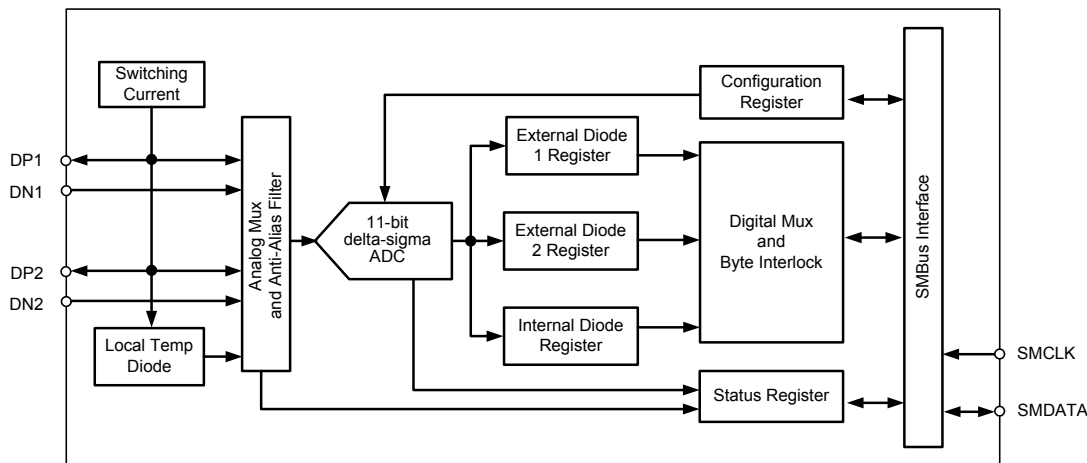 Switching
Current
DP1
DN1
DP2
DN2
Local Temp
Diode
Analog Mux
and Anti-Alias Filter
11-bit
delta-sigma
ADC
External Diode
1 Register
External Diode
2 Register
Internal Diode
Register
Configuration
Register
Digital Mux
and
Byte Interlock
Status Register
SMBus Interface
SMCLK
SMDATA